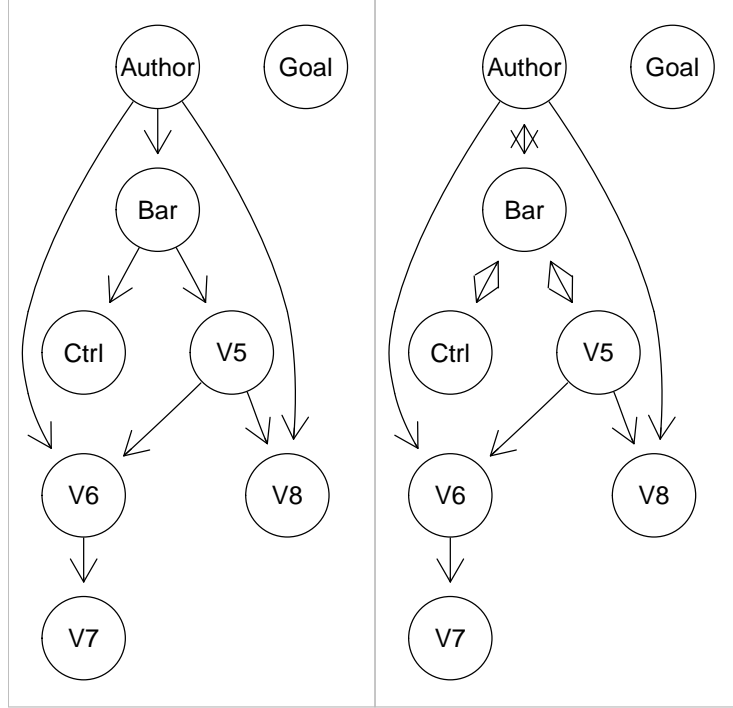 Author Goal
Bar
Ctrl V5
V6 V8
V7
Author Goal
Bar
Ctrl V5
V6 V8
V7